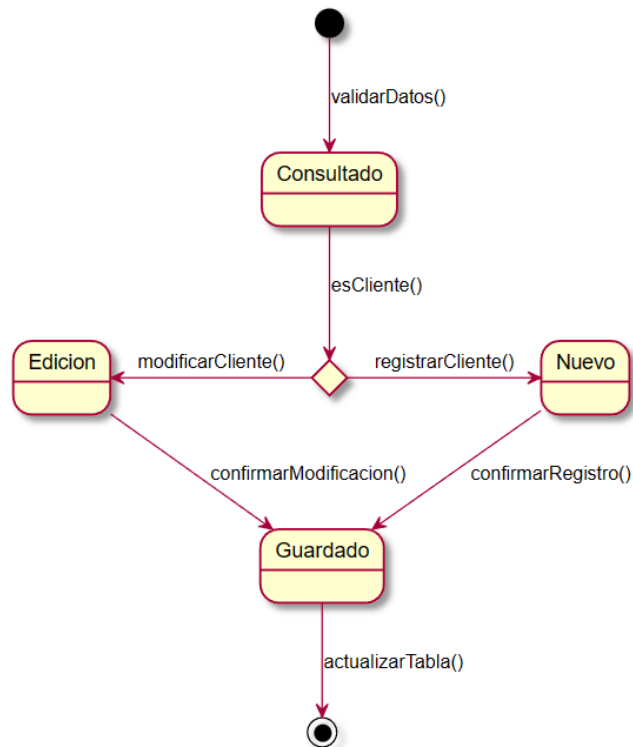 validarDatos()
Consultado
esCliente()
Edicion
modificarCliente()
registrarCliente()
Nuevo
confirmarModificacion()
confirmarRegistro()
Guardado
actualizarTabla()